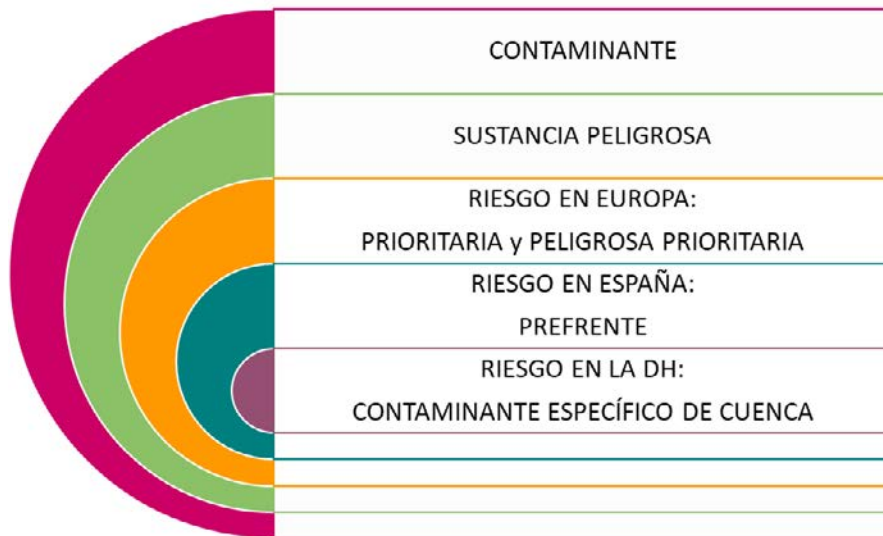 CONTAMINANTE
SUSTANCIA PELIGROSA
RIESGO EN EUROPA:
PRIORITARIA y PELIGROSA PRIORITARIA
RIESGO EN ESPAÑA:
PREFRENTE
RIESGO EN LA DH:
CONTAMINANTE ESPECÍFICO DE CUENCA